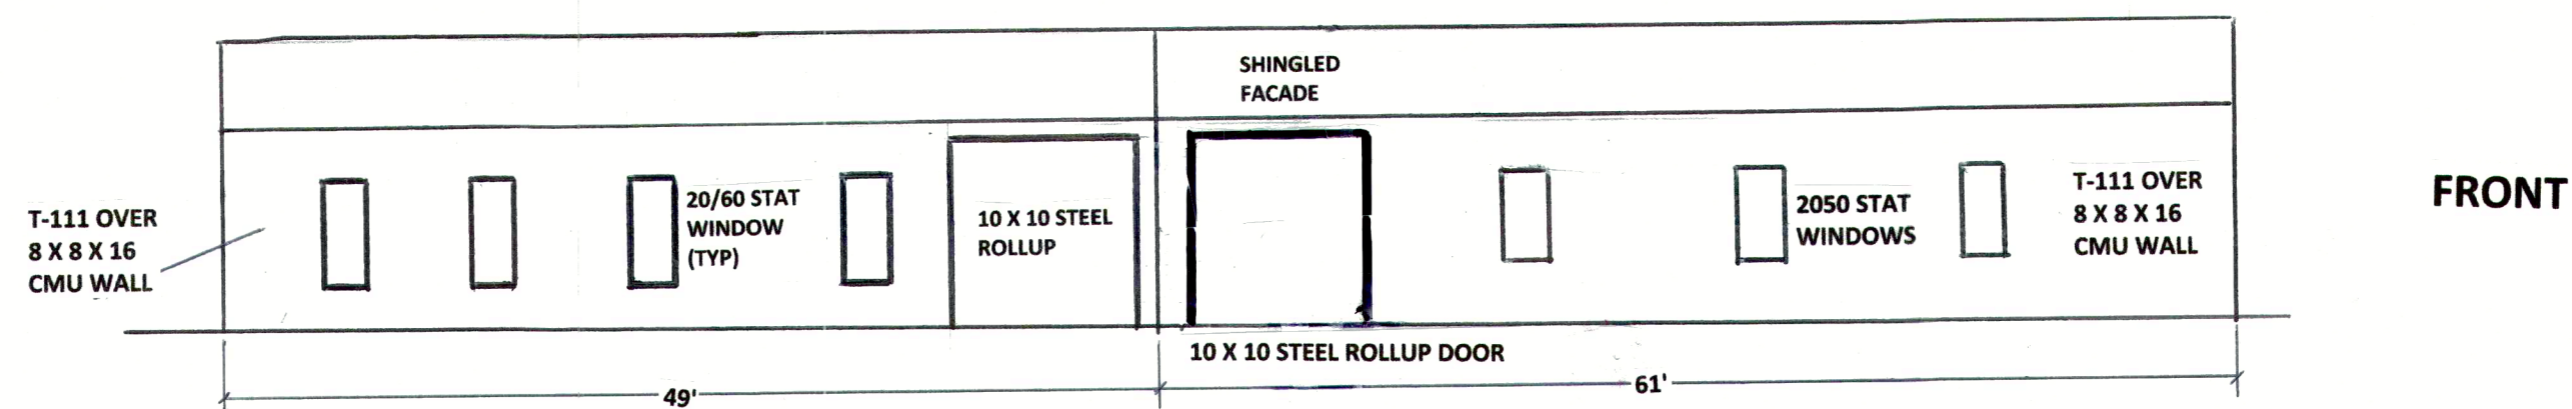 SHINGLED
FACADE
T-111 OVER
8 X 8 X 16
CMU WALL
20/60 STAT
WINDOW
(TYP)
10 X 10 STEEL
ROLLUP
2050 STAT
WINDOWS
T-111 OVER
8 X 8 X 16
CMU WALL
FRONT
10 X 10 STEEL ROLLUP DOOR
49'
61'